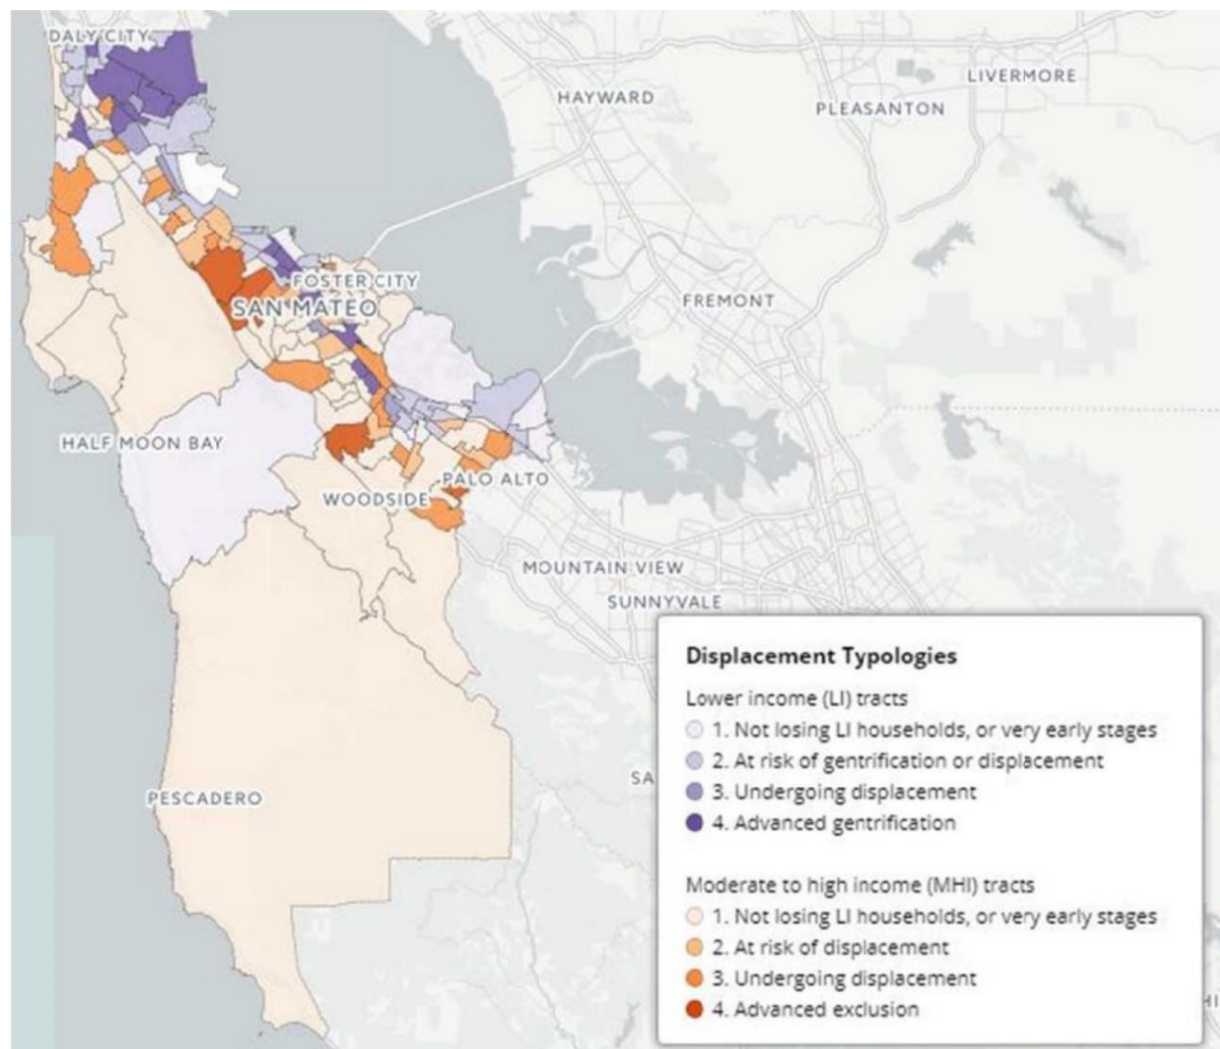 DALY CITY
LIVERMORE
HAYWARD
PLEASANTON
FOSTER CITY
SAN MATEO
FREMONT
HALF MOON BAY
PALO ALTO
WOODSIDE
MOUNTAIN VIEW
SUNNYVALE
PESCADERO
SA
Displacement Typologies
Lower income (LI) tracts
1. Not losing LI households, or very early stages
2. At risk of gentrification or displacement
3. Undergoing displacement
4. Advanced gentrification
Moderate to high income (MHI) tracts
1. Not losing LI households, or very early stages
2. At risk of displacement
3. Undergoing displacement
4. Advanced exclusion